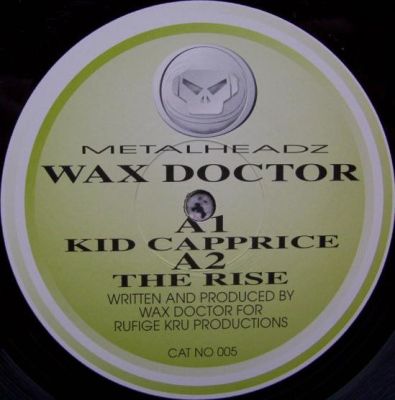 METALHEADZ
WAX DOCTOR
A1
KID CAPPRICE
A2
THE RISE
WRITTEN AND PRODUCED BY
WAX DOCTOR FOR
RUFIGE KRU PRODUCTIONS
CAT NO 005